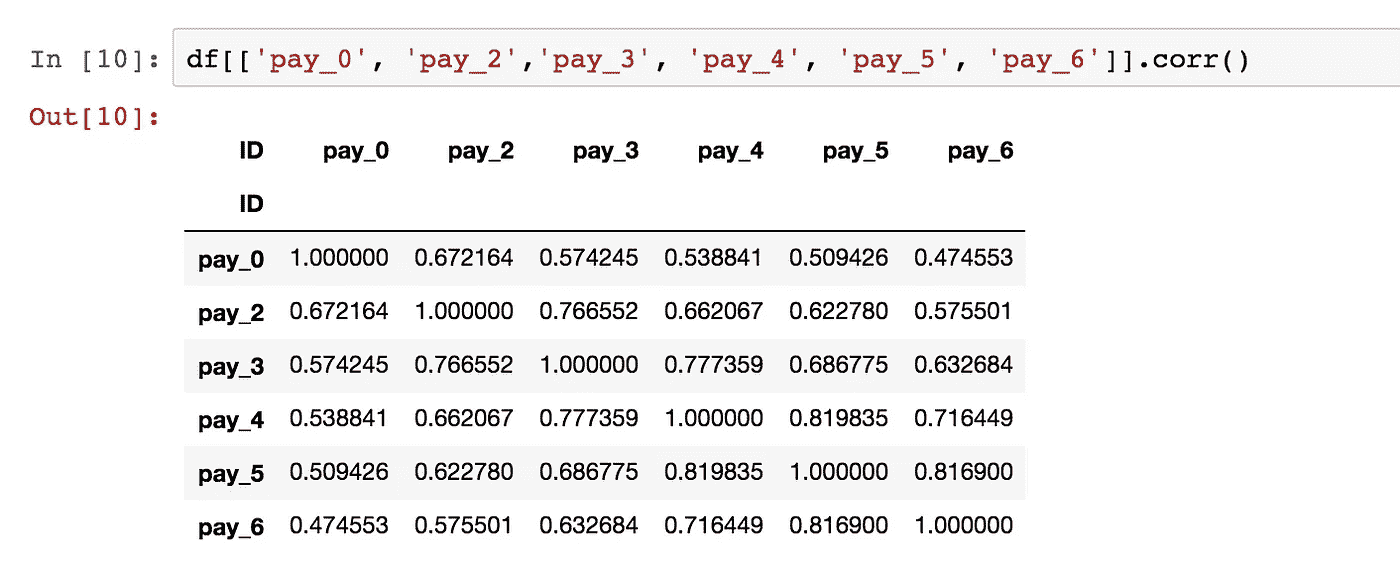 In [10]: df[['pay_0', 'pay_2','pay_3', 'pay_4', 'pay_5', 'pay_6']].corr()
Out[10]:
ID pay_0 pay_2 pay_3 pay_4 pay_5 pay_6
ID
pay_0 1.000000 0.672164 0.574245 0.538841 0.509426 0.474553
pay_2 0.672164 1.000000 0.766552 0.662067 0.622780 0.575501
pay_3 0.574245 0.766552 1.000000 0.777359 0.686775 0.632684
pay_4 0.538841 0.662067 0.777359 1.000000 0.819835 0.716449
pay_5 0.509426 0.622780 0.686775 0.819835 1.000000 0.816900
pay_6 0.474553 0.575501 0.632684 0.716449 0.816900 1.000000